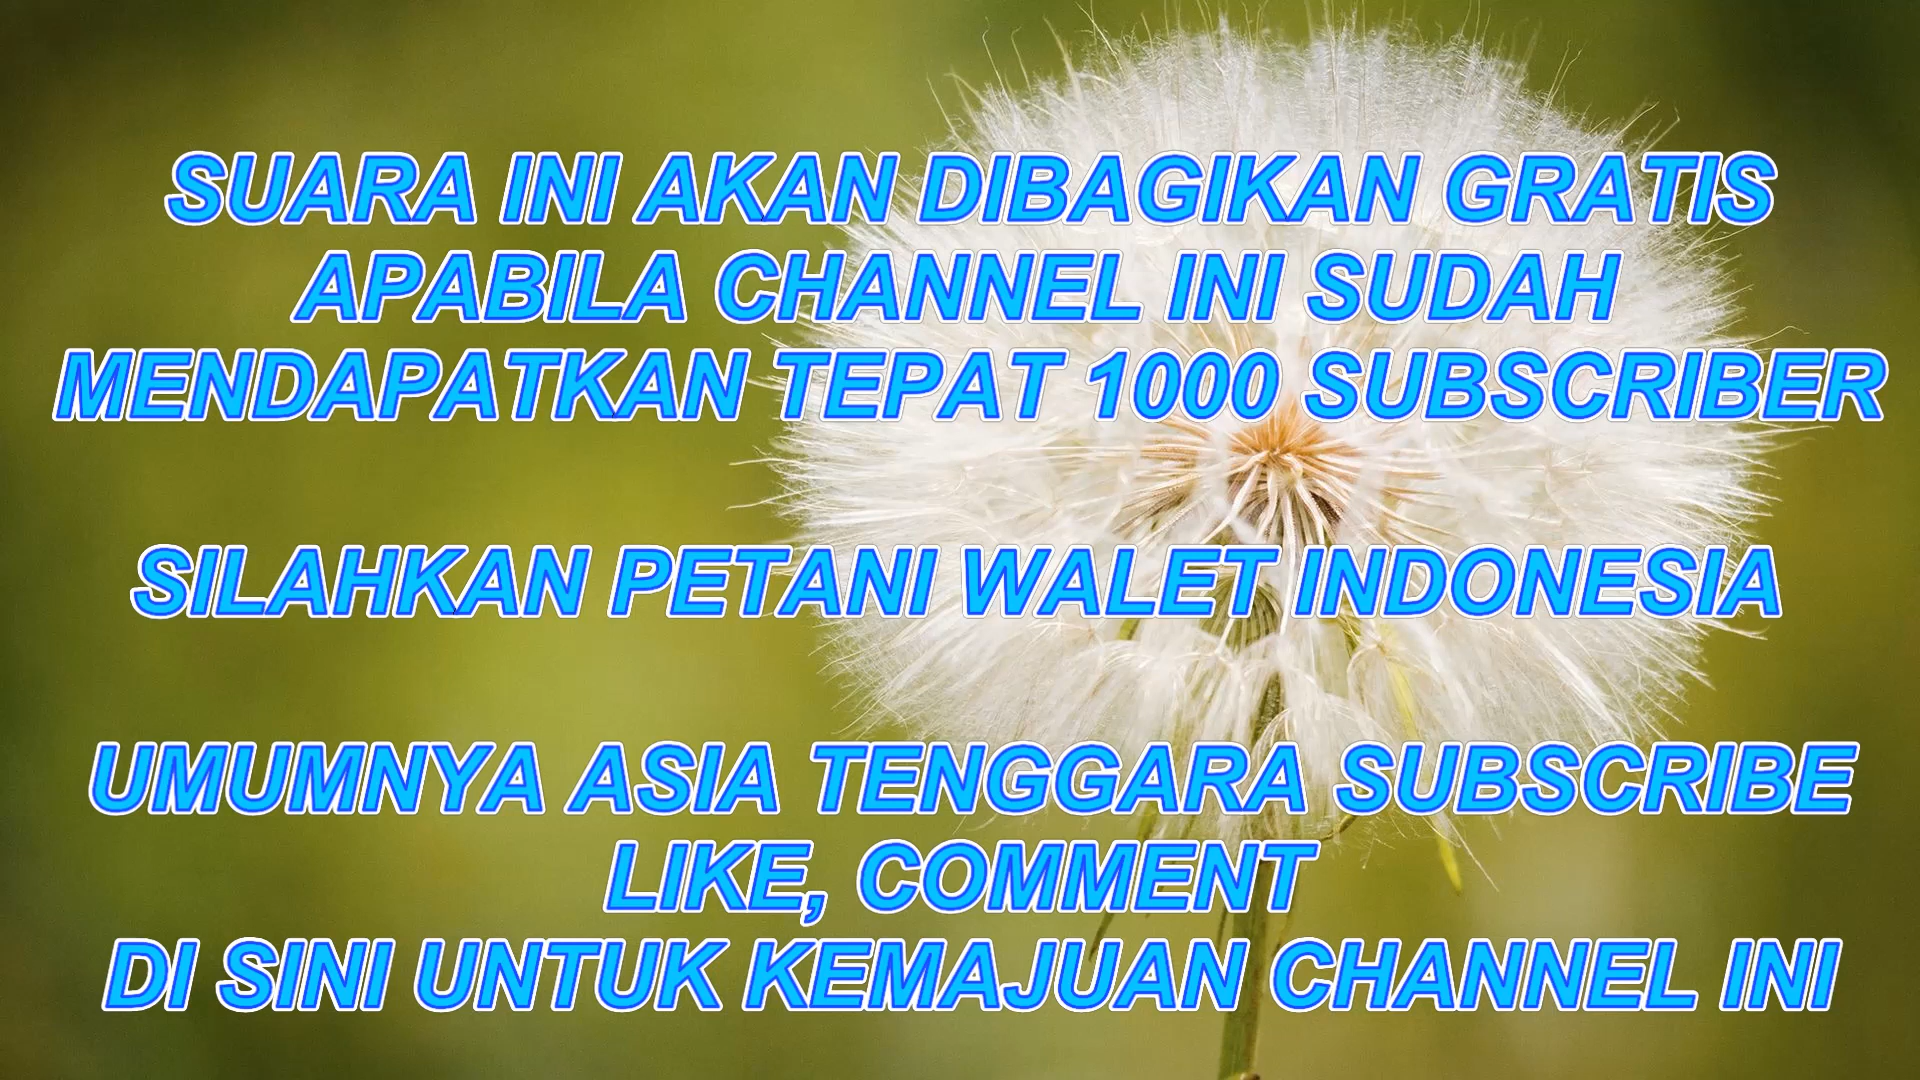 SUARA INI AKAN DIBAGIKAN GRATIS
APABILA CHANNEL INI SUDAH
MENDAPATKAN TEPAT 1000 SUBSCRIBER
SILAHKAN PETANI WALET INDONESIA
UMUMNYA ASIA TENGGARA SUBSCRIBE
LIKE, COMMENT
DI SINI UNTUK KEMAJUAN CHANNEL INI